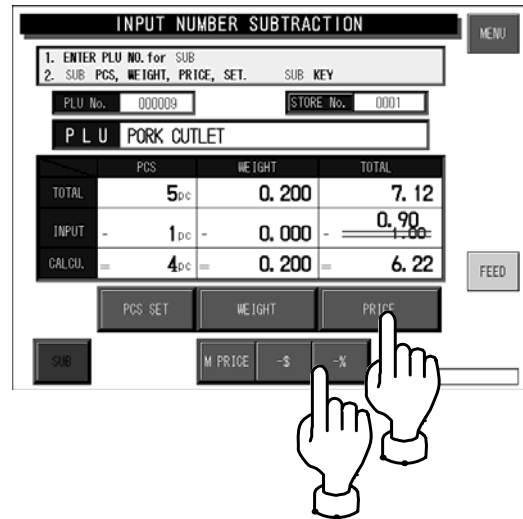 INPUT NUMBER SUBTRACTION
MENU
1. ENTER PLU NO. for SUB
2. SUB PCS, WEIGHT, PRICE, SET. SUB KEY
PLU No. 000009 STORE No. 0001
PLU PORK CUTLET
PCS WEIGHT TOTAL
TOTAL 5pc 0.200 7.12
INPUT - 1pc - 0.000 - 0.90 1.00
CALCU. = 4pc = 0.200 = 6.22
FEED
PCS SET WEIGHT PRICE
SUB M PRICE -$ -%